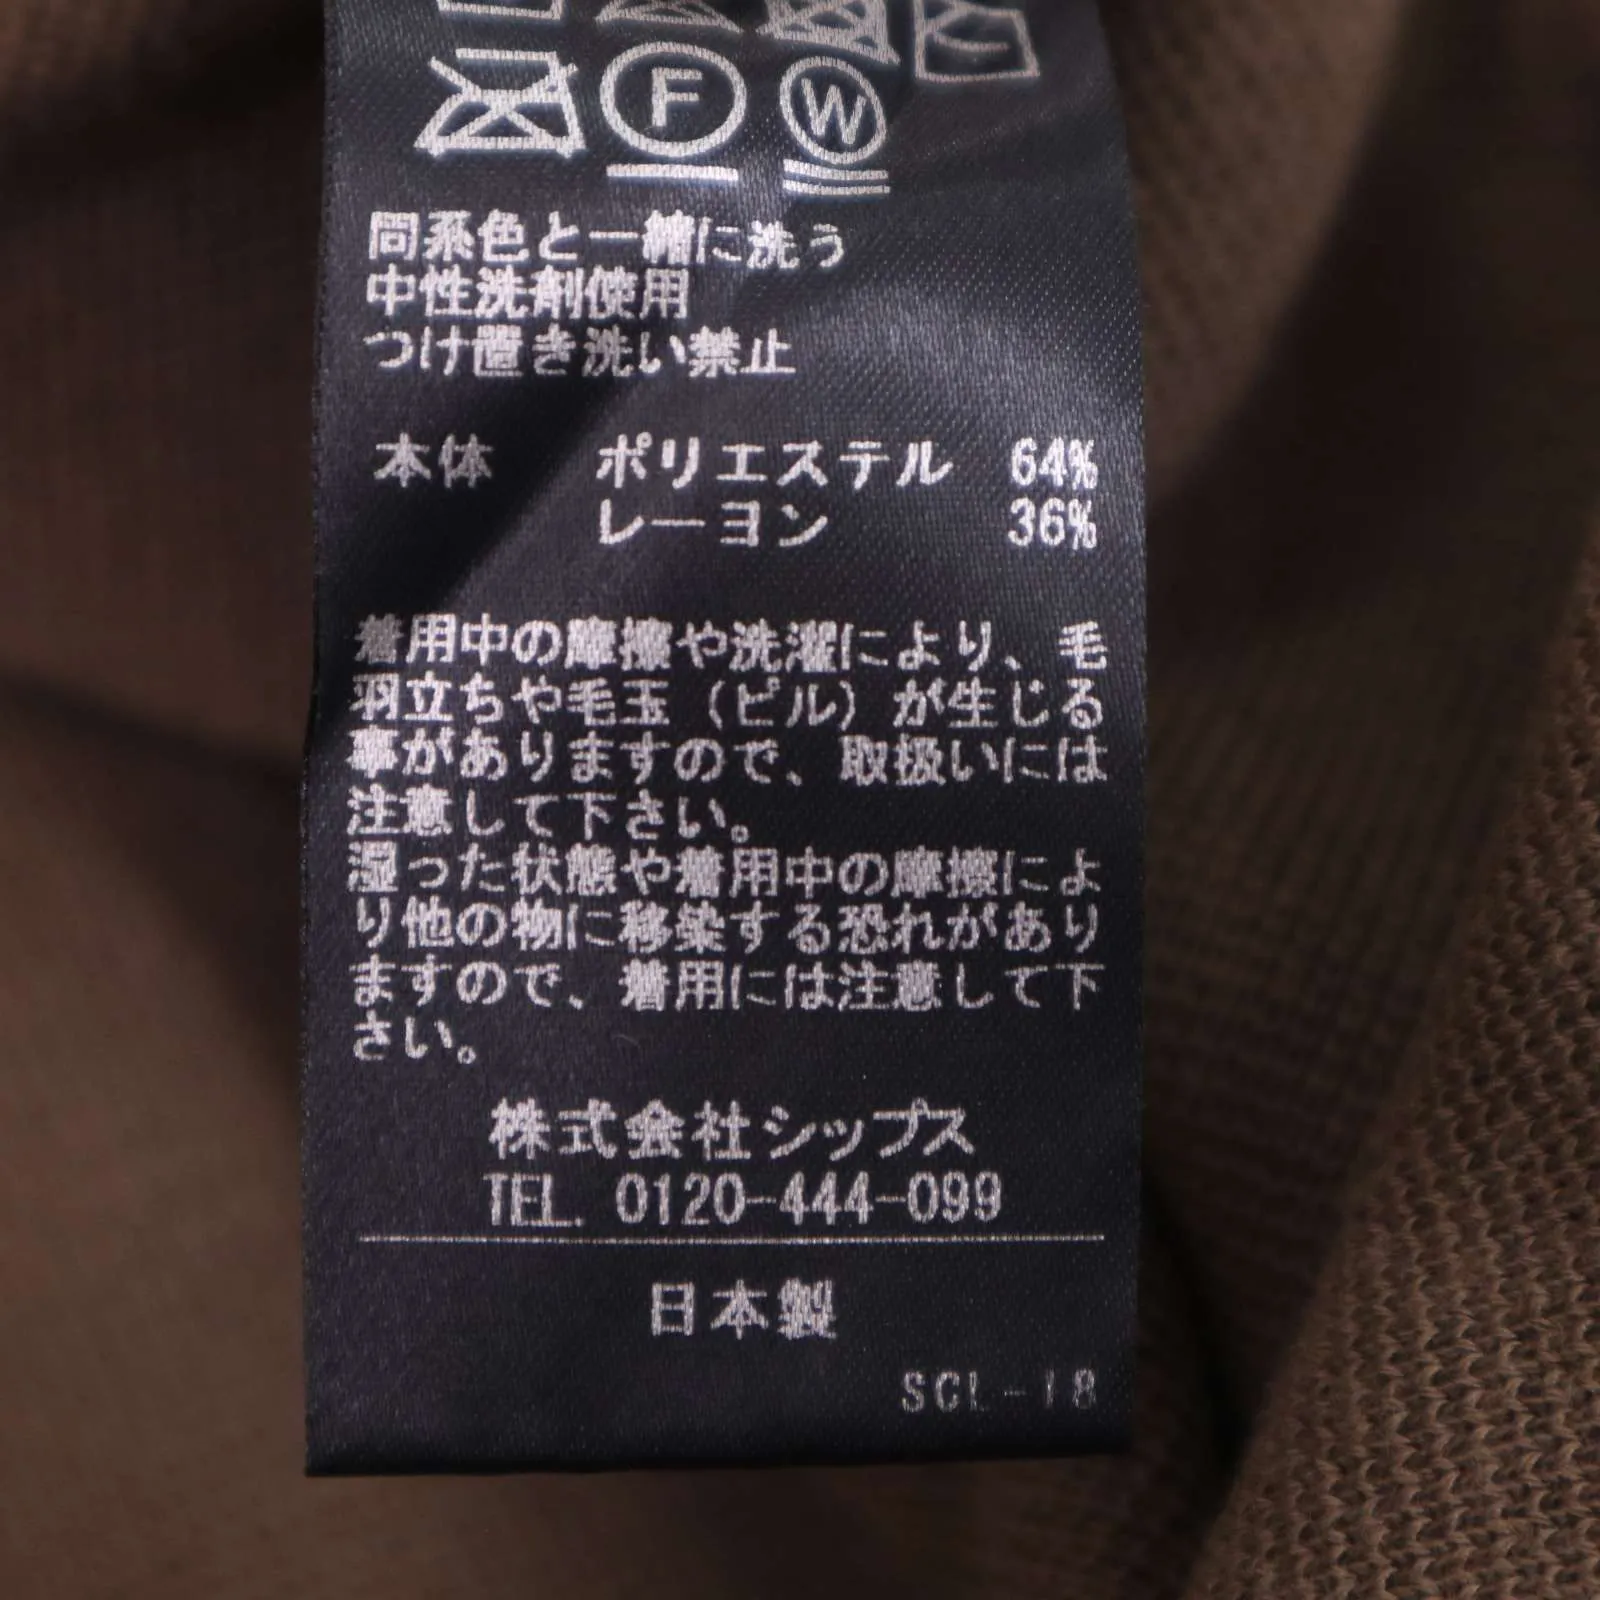 F W
同系色と一緒に洗う
中性洗剤使用
つけ置き洗い禁止
本体 ポリエステル 64%
レーヨン 36%
着用中の摩擦や洗濯により、毛
羽立ちや毛玉（ピル）が生じる
事がありますので、取扱いには
注意して下さい。
湿った状態や着用中の摩擦によ
り他の物に移染する恐れがあり
ますので、着用には注意して下
さい。
株式会社シップス
TEL. 0120-444-099
日本製
SCL-18